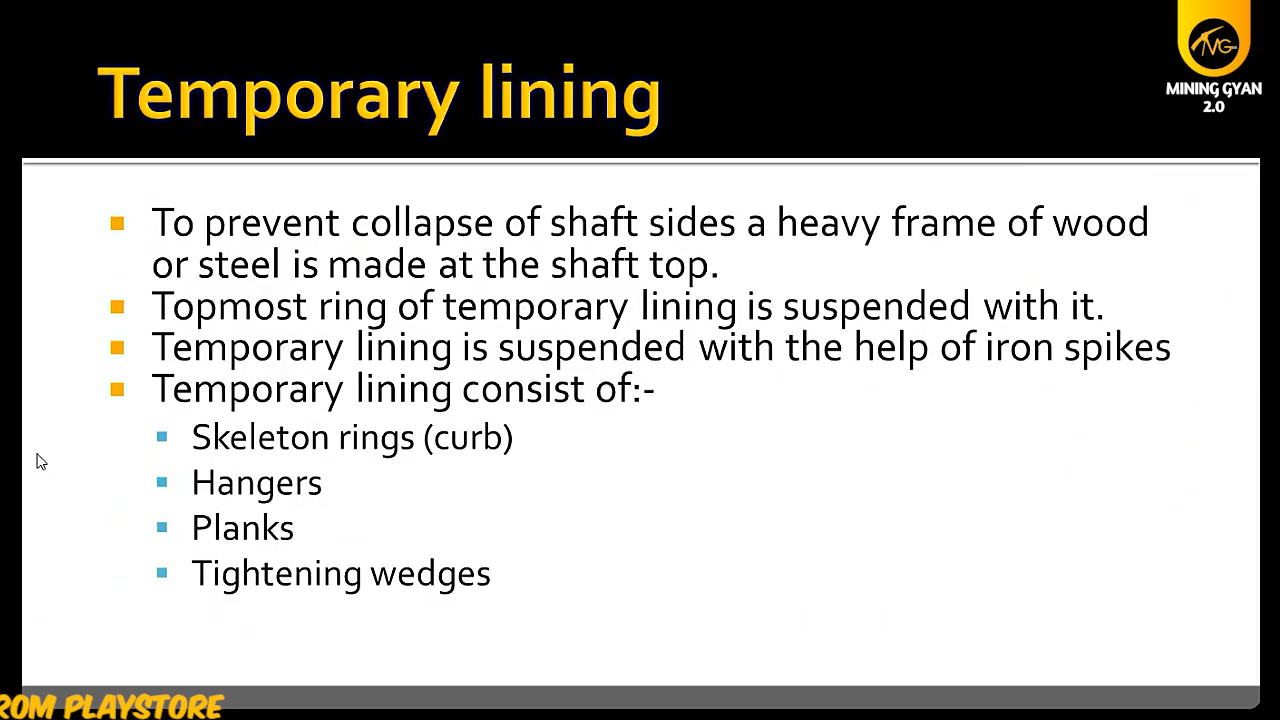 Temporary lining
MINING GYAN
2.0
To prevent collapse of shaft sides a heavy frame of wood
or steel is made at the shaft top.
Topmost ring of temporary lining is suspended with it.
Temporary lining is suspended with the help of iron spikes
Temporary lining consist of:-
Skeleton rings (curb)
Hangers
Planks
Tightening wedges
ROM PLAYSTORE